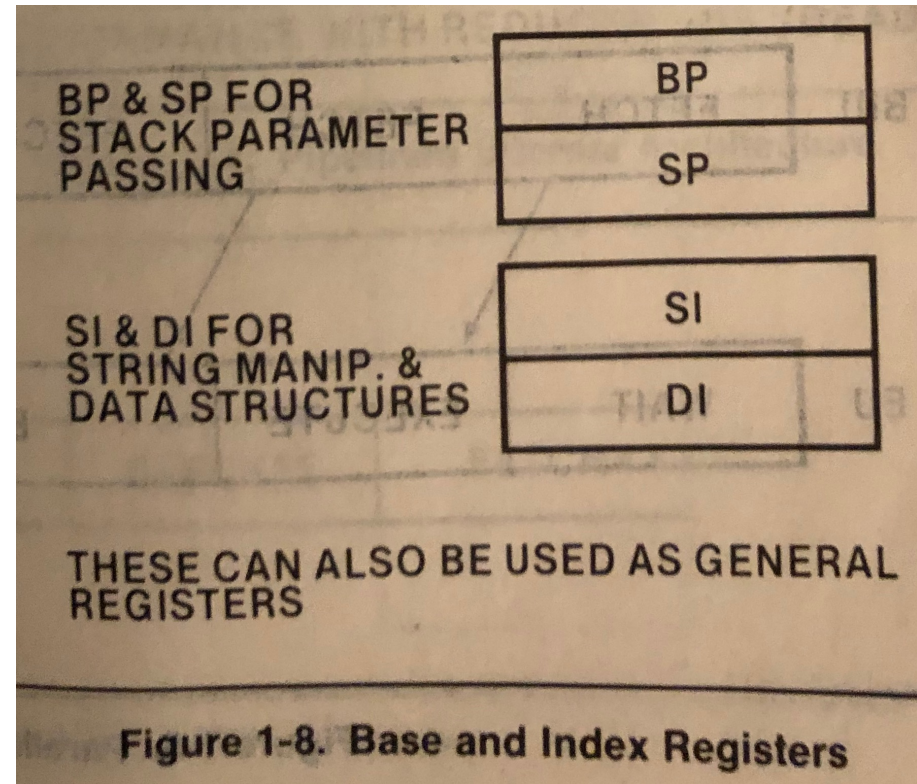 BP & SP FOR
STACK PARAMETER
PASSING
BP
SP
SI & DI FOR
STRING MANIP. &
DATA STRUCTURES
SI
DI
THESE CAN ALSO BE USED AS GENERAL
REGISTERS
Figure 1-8. Base and Index Registers